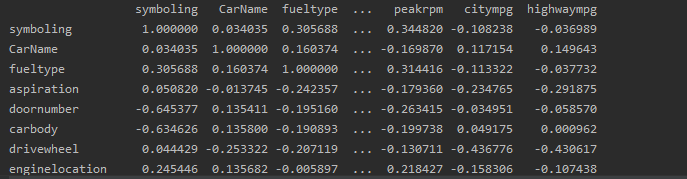 symboling CarName fueltype ... peakrpm citympg highwaympg
symboling 1.000000 0.034035 0.305688 ... 0.344820 -0.108238 -0.036989
CarName 0.034035 1.000000 0.160374 ... -0.169870 0.117154 0.149643
fueltype 0.305688 0.160374 1.000000 ... 0.314416 -0.113322 -0.037732
aspiration 0.050820 -0.013745 -0.242357 ... -0.179360 -0.234765 -0.291875
doornumber -0.645377 0.135411 -0.195160 ... -0.263415 -0.034951 -0.058570
carbody -0.634626 0.135800 -0.190893 ... -0.199738 0.049175 0.000962
drivewheel 0.044429 -0.253322 -0.207119 ... -0.130711 -0.436776 -0.430617
enginelocation 0.245446 0.135682 -0.005897 ... 0.218427 -0.158306 -0.107438